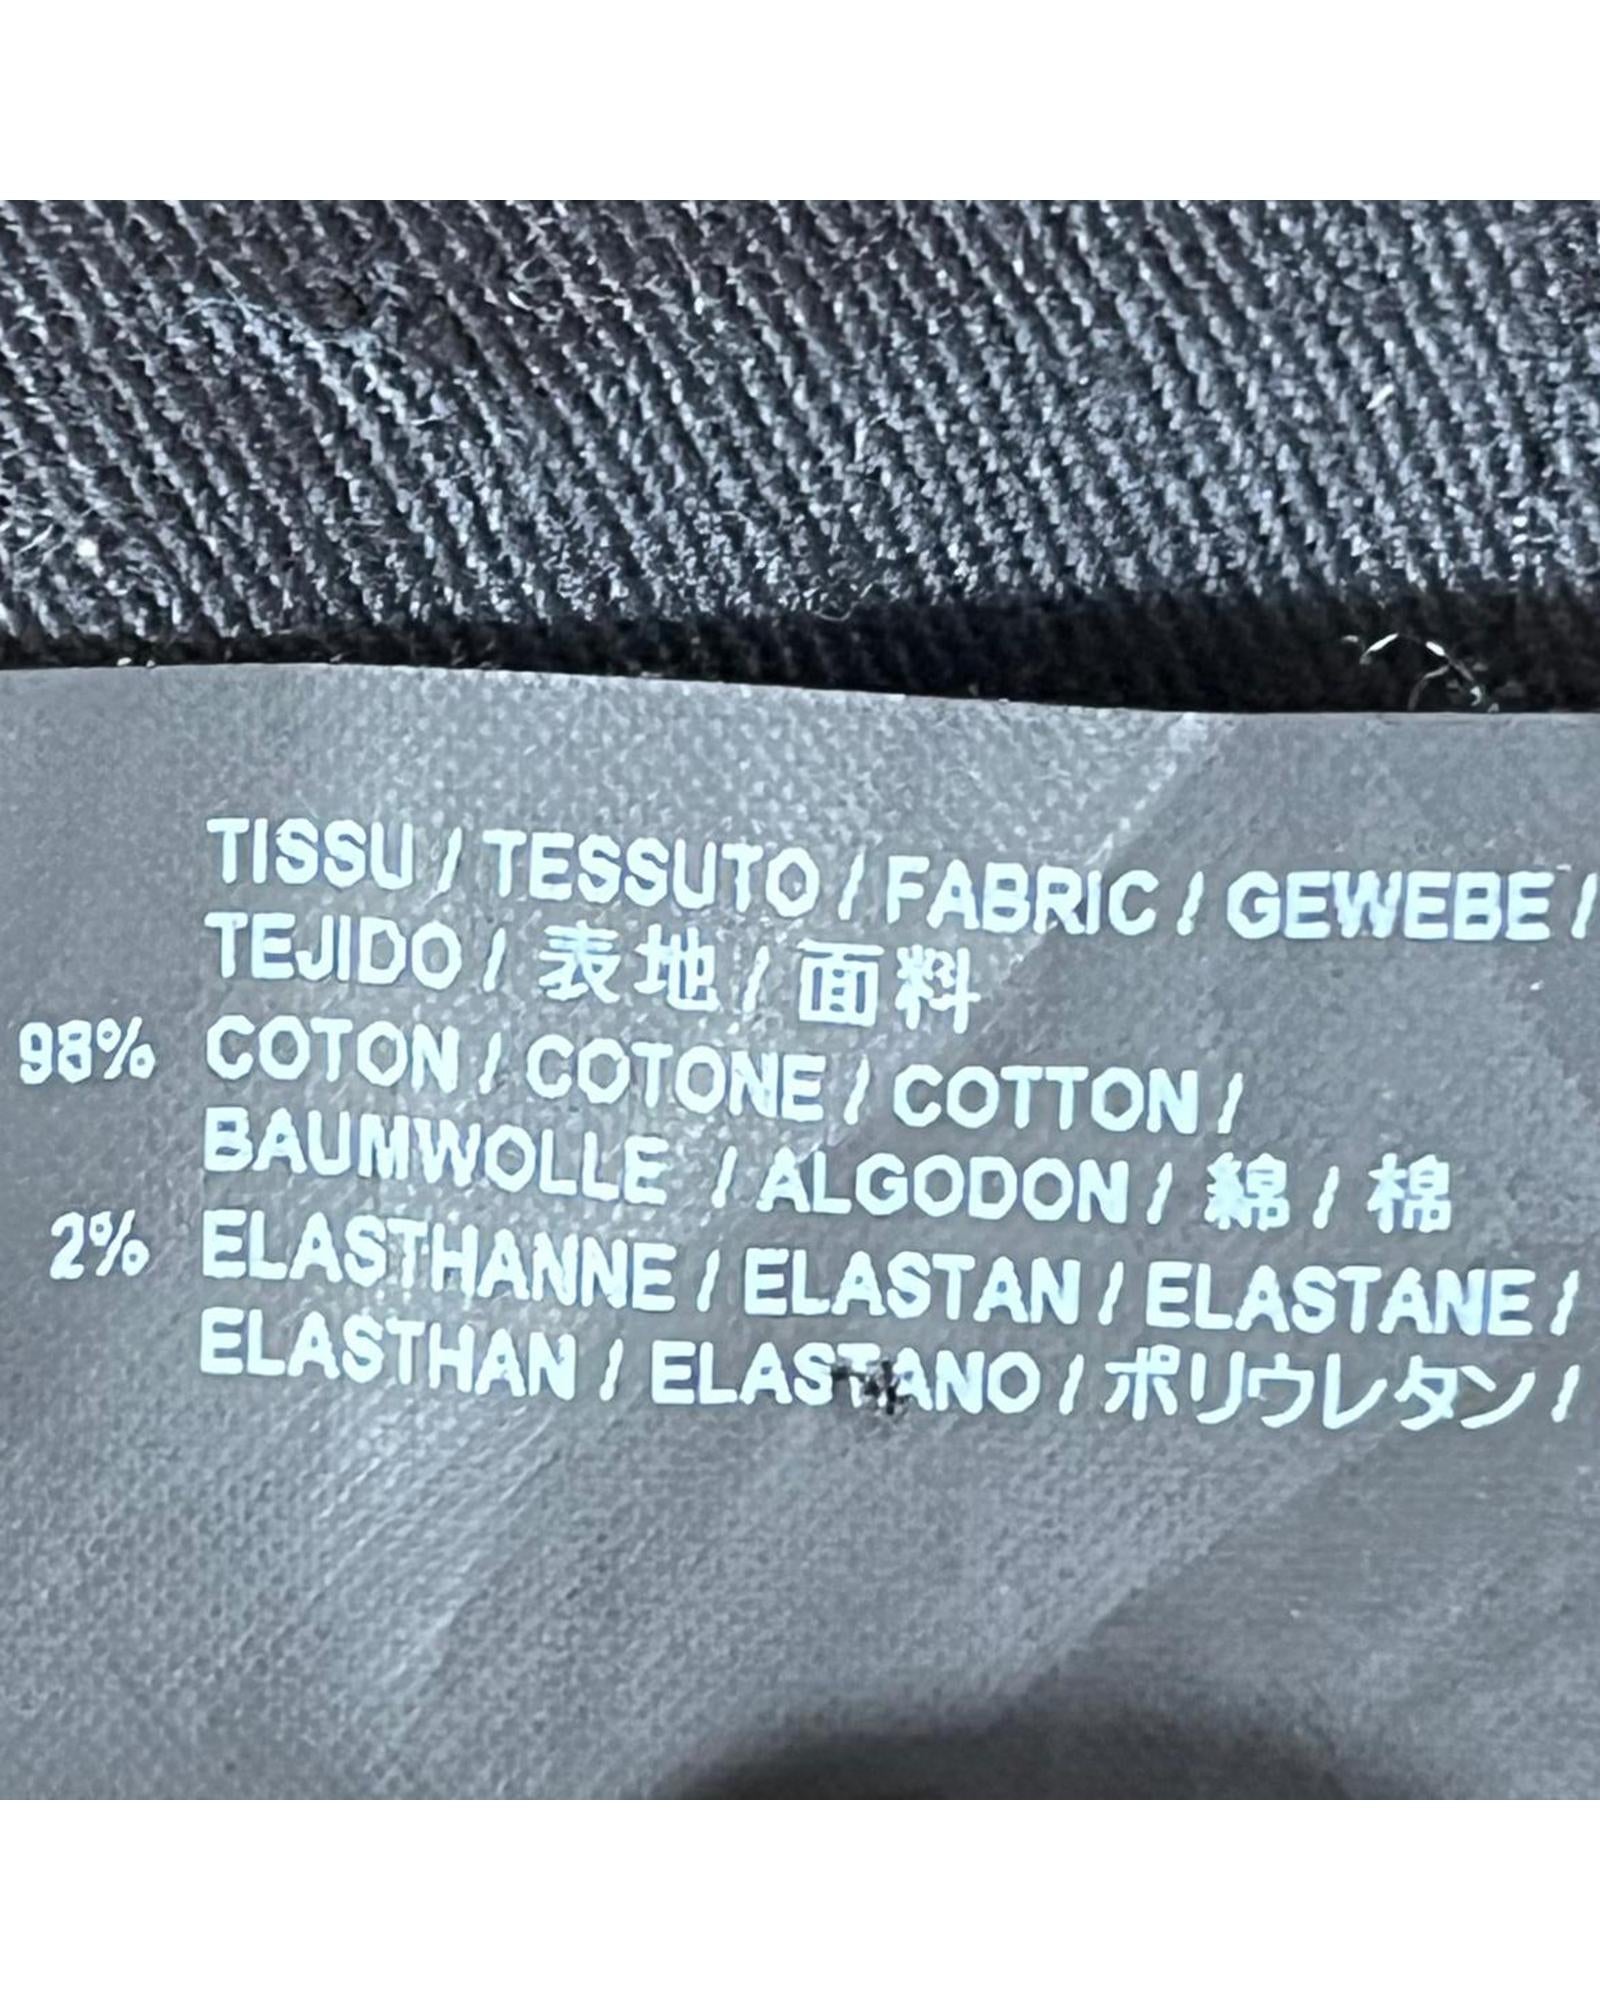 TISSU / TESSUTO / FABRIC / GEWEBE /
TEJIDO / 表地 / 面料
98% COTON / COTONE / COTTON /
BAUMWOLLE / ALGODON / 綿 / 棉
2% ELASTHANNE / ELASTAN / ELASTANE /
ELASTHAN / ELASTANO / ポリウレタン /